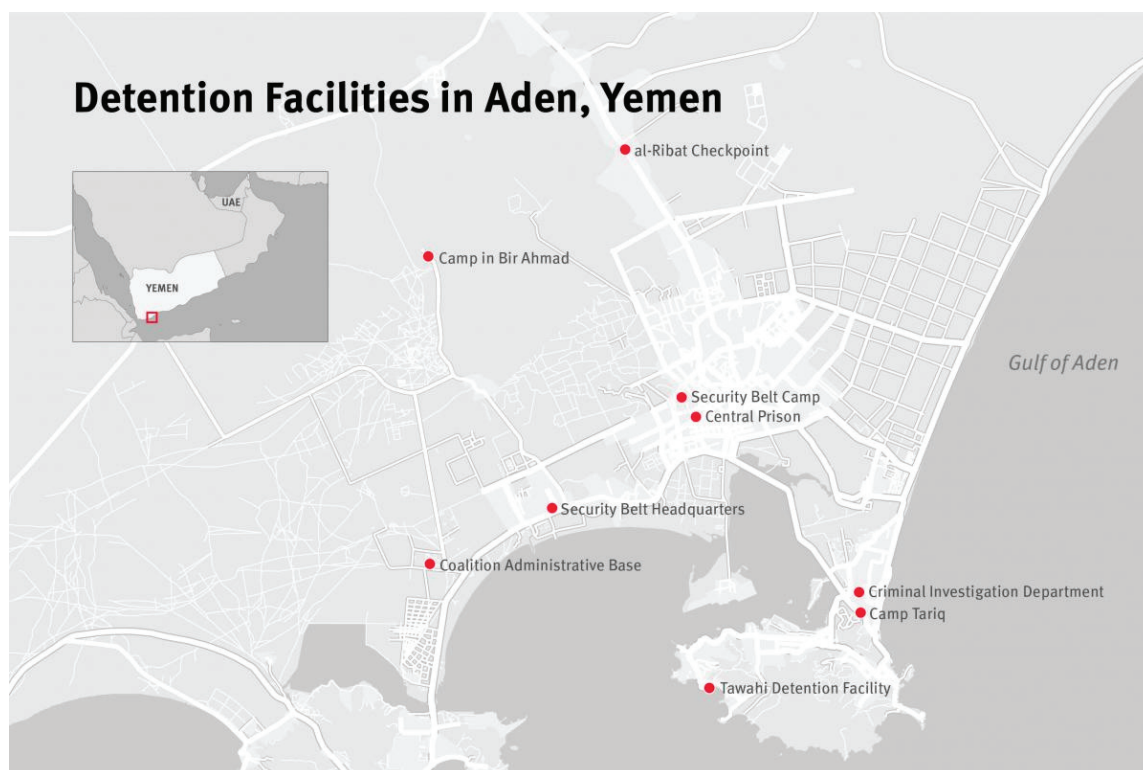 Detention Facilities in Aden, Yemen
al-Ribat Checkpoint
UAE
YEMEN
Camp in Bir Ahmad
Gulf of Aden
Security Belt Camp
Central Prison
Security Belt Headquarters
Coalition Administrative Base
Criminal Investigation Department
Camp Tariq
Tawahi Detention Facility